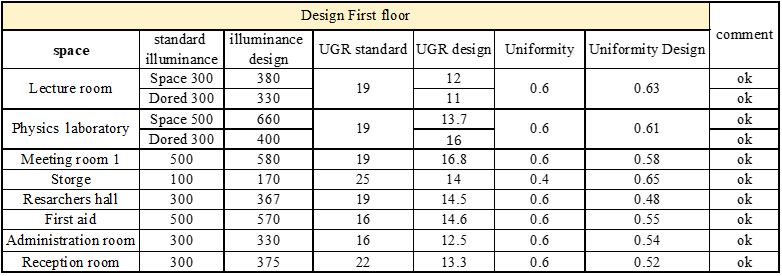 Design First floor
comment
space standard illuminance illuminance design UGR standard UGR design Uniformity Uniformity Design
Lecture room Space 300 380 19 12 0.6 0.63 ok
Dored 300 330 11 ok
Physics laboratory Space 500 660 19 13.7 0.6 0.61 ok
Dored 300 400 16 ok
Meeting room 1 500 580 19 16.8 0.6 0.58 ok
Storge 100 170 25 14 0.4 0.65 ok
Resarchers hall 300 367 19 14.5 0.6 0.48 ok
First aid 500 570 16 14.6 0.6 0.55 ok
Administration room 300 330 16 12.5 0.6 0.54 ok
Reception room 300 375 22 13.3 0.6 0.52 ok